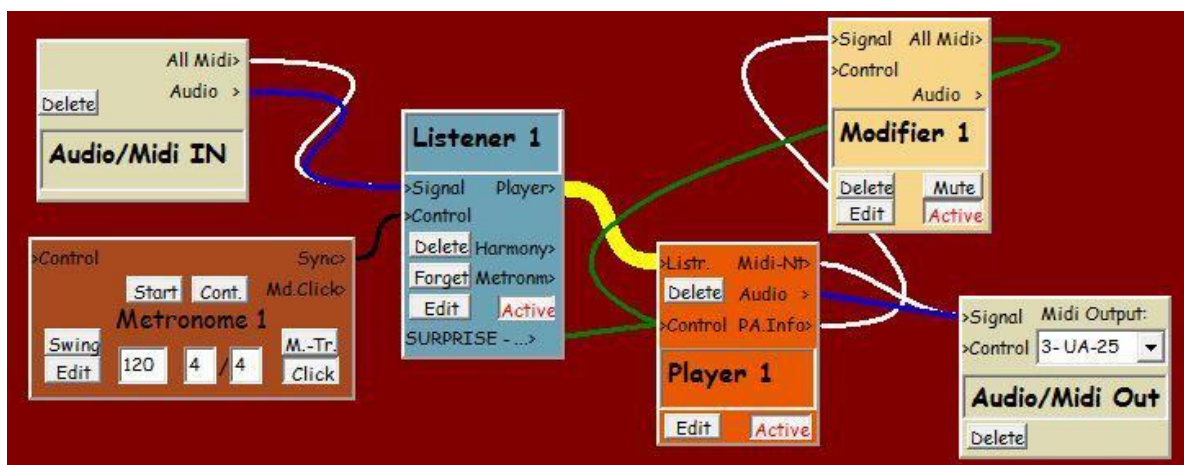 All Midi>
Audio >
Delete
Audio/Midi IN
>Control Sync>
Start Cont. Md.Click>
Metronome 1
Swing M.-Tr.
Edit 120 4 / 4 Click
Listener 1
>Signal Player>
>Control
Delete Harmony>
Forget Metronm>
Edit Active
SURPRISE - ...>
>Listr. Midi-Nt>
Delete Audio >
>Control PA.Info>
Player 1
Edit Active
>Signal All Midi>
>Control
Audio >
Modifier 1
Delete Mute
Edit Active
>Signal Midi Output:
>Control 3- UA-25
Audio/Midi Out
Delete